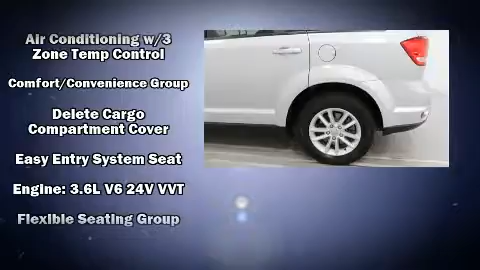 Air Conditioning w/3
Zone Temp Control
Comfort/Convenience Group
Delete Cargo
Compartment Cover
Easy Entry System Seat
Engine: 3.6L V6 24V VVT
Flexible Seating Group